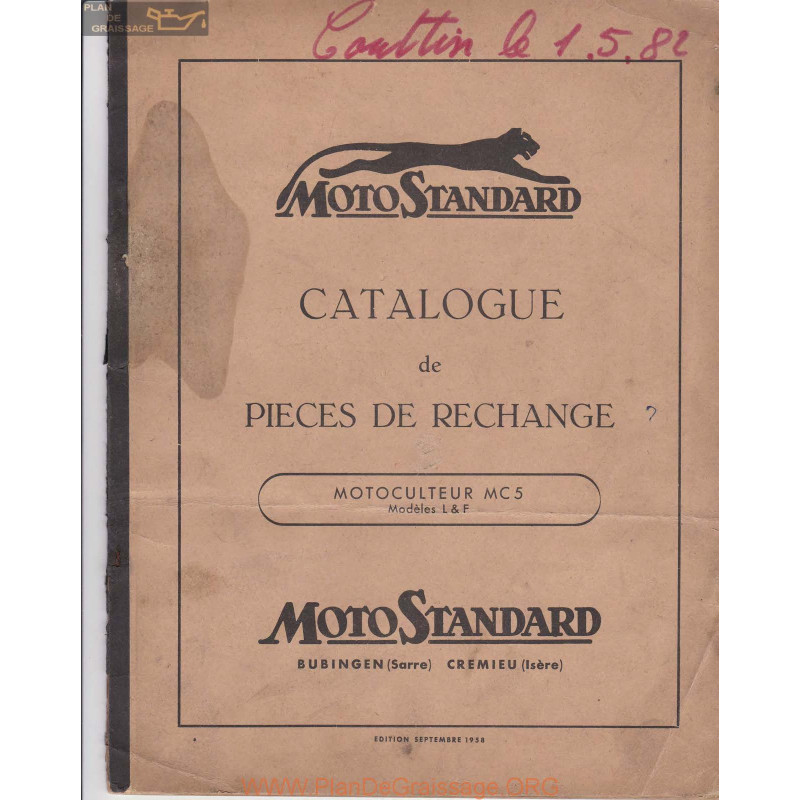 PLAN
DE
GRAISSAGE
le 1.5.82
MOTOSTANDARD
CATALOGUE
de
PIECES DE RECHANGE ?
MOTOCULTEUR MC5
Modèles L & F
MOTOSTANDARD
BUBINGEN (Sarre) CREMIEU (Isère)
EDITION SEPTEMBRE 1958
www.PlanDeGraissage.ORG